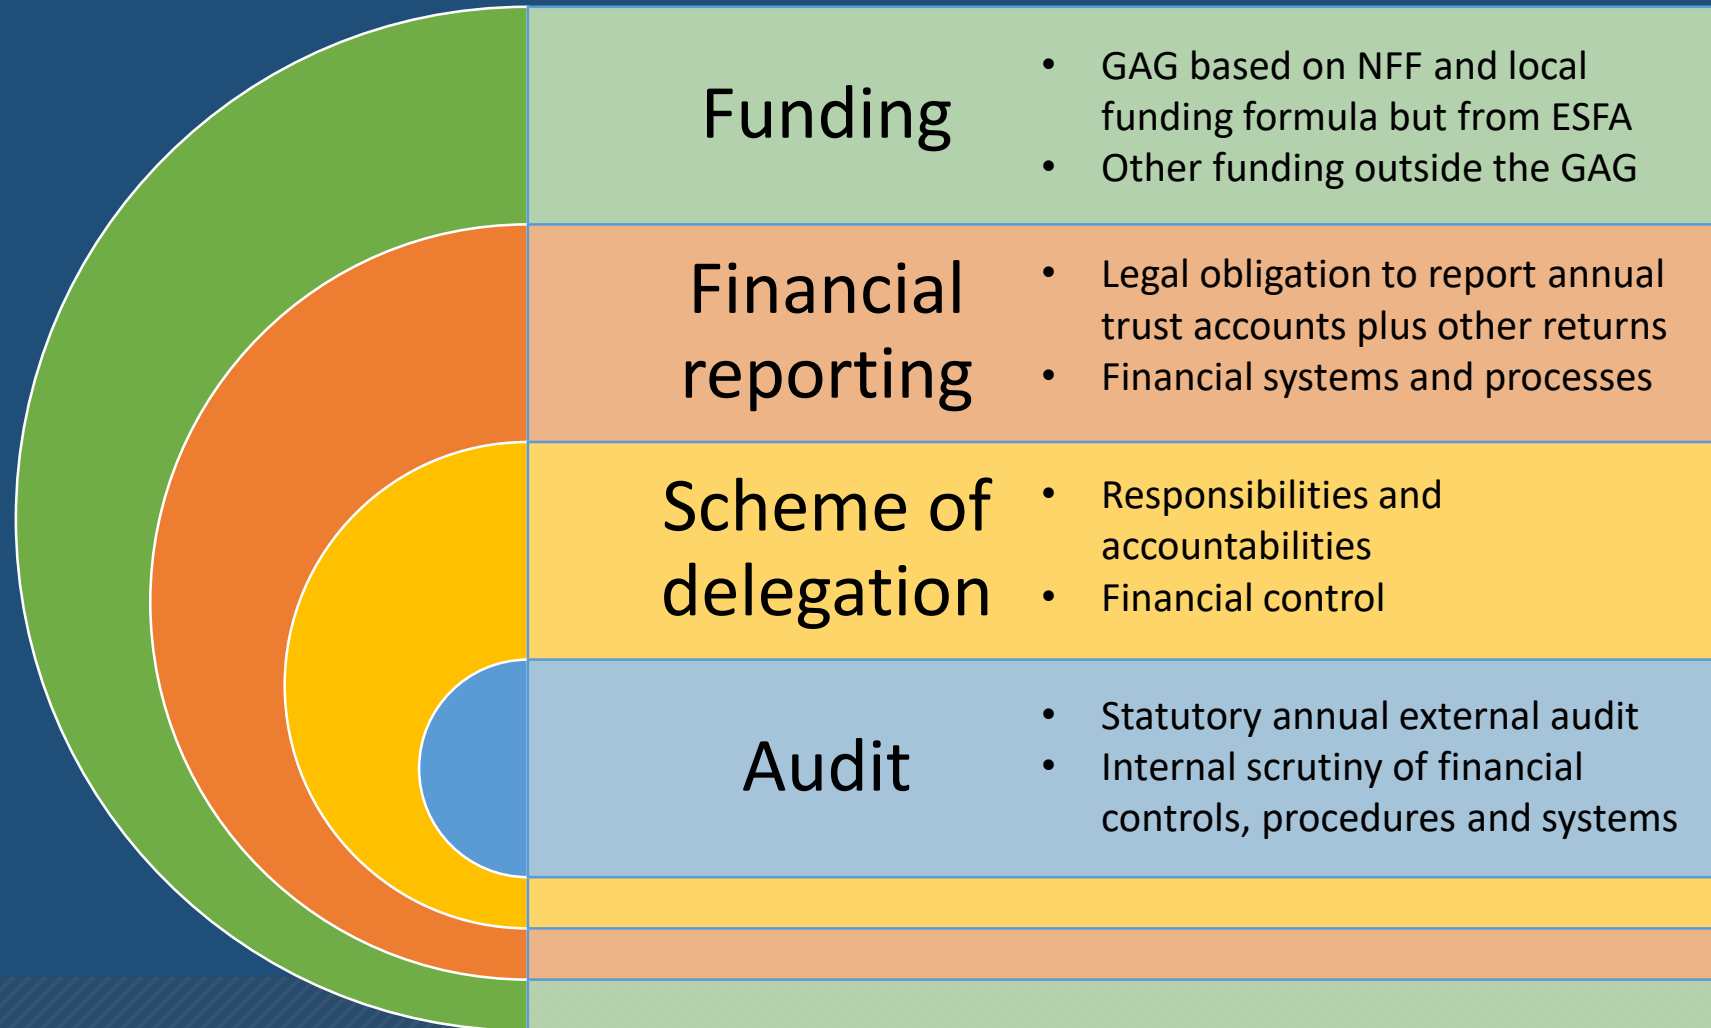 Funding
• GAG based on NFF and local
funding formula but from ESFA
• Other funding outside the GAG
Financial
reporting
• Legal obligation to report annual
trust accounts plus other returns
• Financial systems and processes
Scheme of
delegation
• Responsibilities and
accountabilities
• Financial control
Audit
• Statutory annual external audit
• Internal scrutiny of financial
controls, procedures and systems